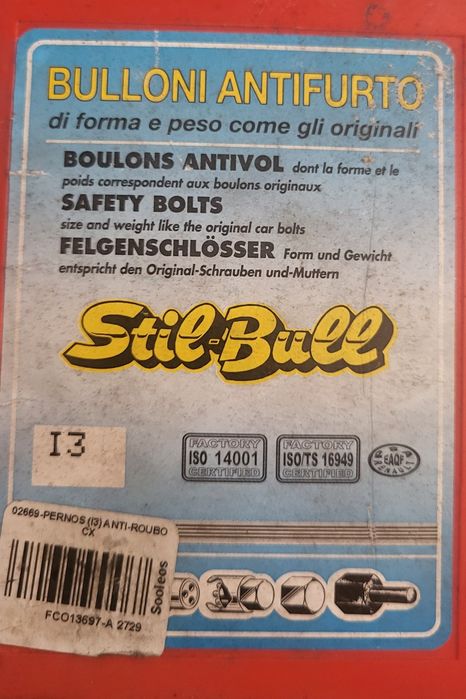 BULLONI ANTIFURTO
di forma e peso come gli originali
BOULONS ANTIVOL dont la forme et le
poids correspondent aux boulons originaux
SAFETY BOLTS
size and weight like the original car bolts
FELGENSCHLÖSSER Form und Gewicht
entspricht den Original-Schrauben und-Muttern
Stil-Bull
I3
FACTORY
ISO 14001
CERTIFIED
FACTORY
ISO/TS 16949
CERTIFIED
EAQF
02669-PERNOS (I3) ANTI-ROUBO
CX
Sooleos
FCO13697-A 2729